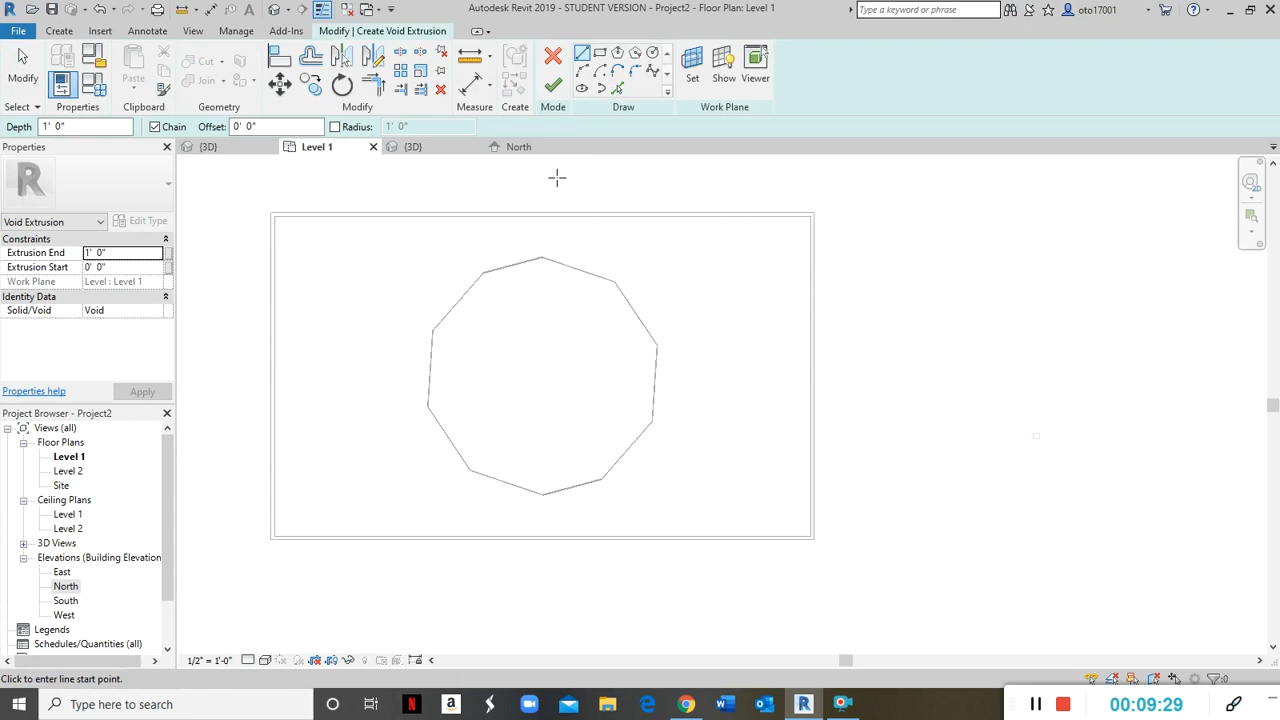 Autodesk Revit 2019 - STUDENT VERSION - Project2 - Floor Plan: Level 1
Type a keyword or phrase
oto17001
File Create Insert Annotate View Manage Add-Ins Modify | Create Void Extrusion
Modify
Paste
Cut
Join
Set Show Viewer
Select Properties Clipboard Geometry Modify Measure Create Mode Draw Work Plane
Depth 1' 0" Chain Offset: 0' 0" Radius: 1' 0"
Properties
{3D} Level 1 {3D} North
Void Extrusion Edit Type
Constraints
Extrusion End 1' 0"
Extrusion Start 0' 0"
Work Plane Level : Level 1
Identity Data
Solid/Void Void
Properties help Apply
Project Browser - Project2
Views (all)
Floor Plans
Level 1
Level 2
Site
Ceiling Plans
Level 1
Level 2
3D Views
Elevations (Building Elevation
East
North
South
West
Legends
Schedules/Quantities (all)
1/2" = 1'-0"
Click to enter line start point.
:0
Type here to search
00:09:29
2D